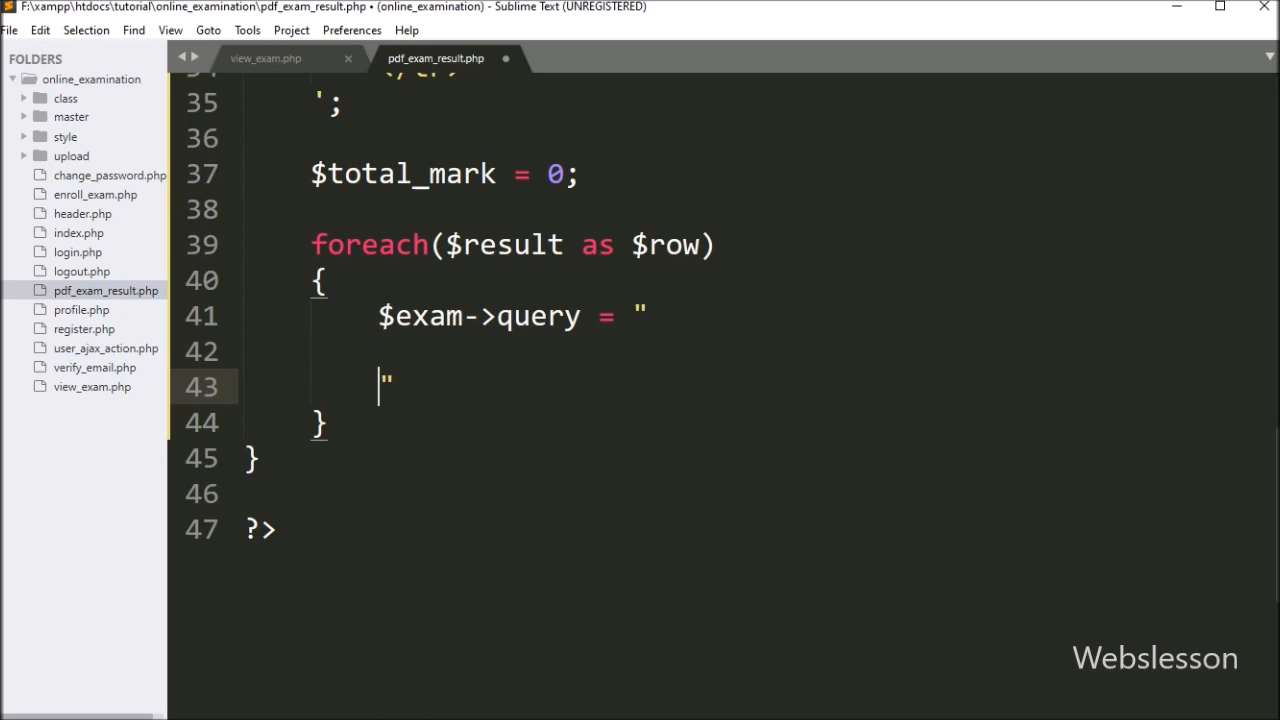 F:\xampp\htdocs\tutorial\online_examination\pdf_exam_result.php • (online_examination) - Sublime Text (UNREGISTERED)
File Edit Selection Find View Goto Tools Project Preferences Help
FOLDERS
online_examination
class
master
style
upload
change_password.php
enroll_exam.php
header.php
index.php
login.php
logout.php
pdf_exam_result.php
profile.php
register.php
user_ajax_action.php
verify_email.php
view_exam.php
view_exam.php × pdf_exam_result.php
34 </tr>
35 ';
36
37 $total_mark = 0;
38
39 foreach($result as $row)
40 {
41 $exam->query = "
42
43 "
44 }
45 }
46
47 ?>
Webslesson